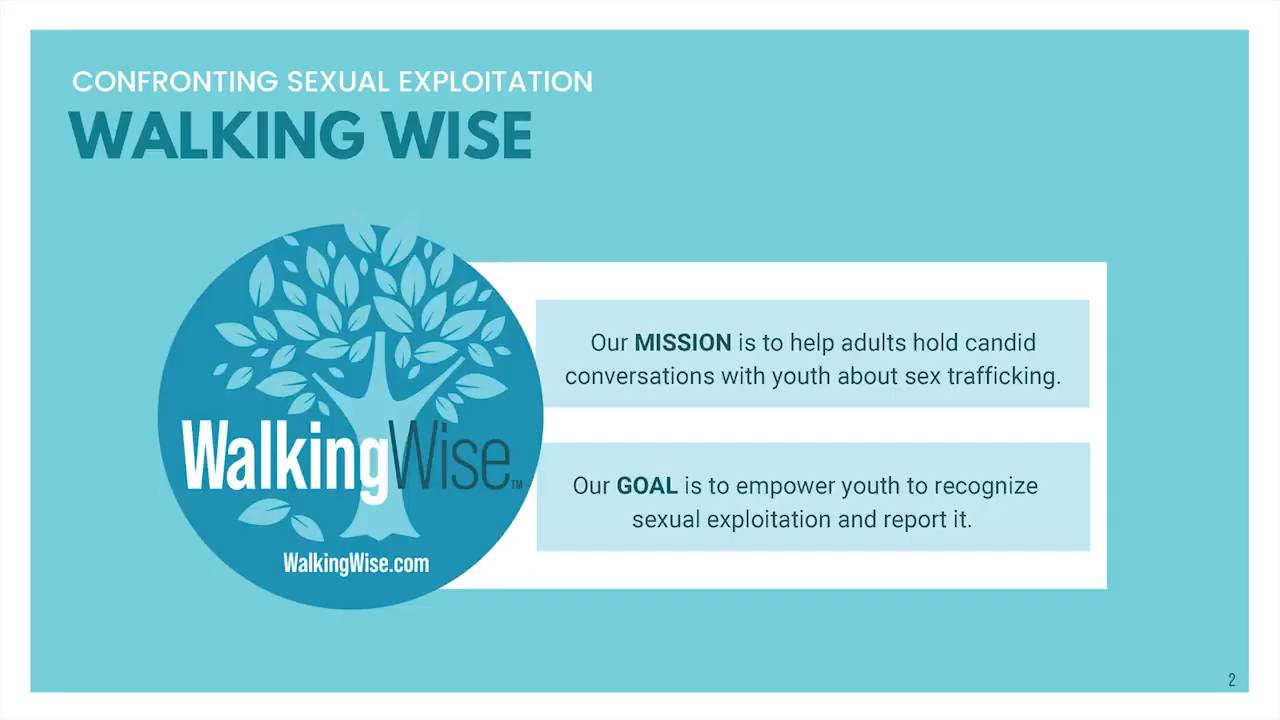 CONFRONTING SEXUAL EXPLOITATION
WALKING WISE
WalkingWise™
WalkingWise.com
Our MISSION is to help adults hold candid
conversations with youth about sex trafficking.
Our GOAL is to empower youth to recognize
sexual exploitation and report it.
2